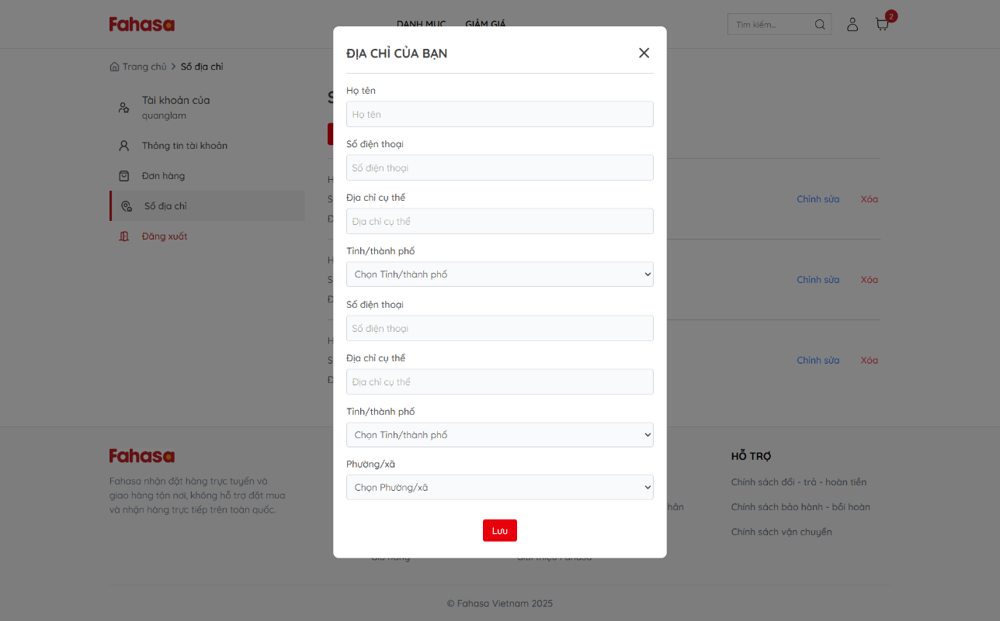 Fahasa
DANH MỤC
GIẢM GIÁ
Tìm kiếm...
2
Trang chủ > Sổ địa chỉ
Tài khoản của
quanglam
Thông tin tài khoản
Đơn hàng
Sổ địa chỉ
Đăng xuất
ĐỊA CHỈ CỦA BẠN
Họ tên
Họ tên
Số điện thoại
Số điện thoại
Địa chỉ cụ thể
Địa chỉ cụ thể
Tỉnh/thành phố
Chọn Tỉnh/thành phố
Số điện thoại
Số điện thoại
Địa chỉ cụ thể
Địa chỉ cụ thể
Tỉnh/thành phố
Chọn Tỉnh/thành phố
Phường/xã
Chọn Phường/xã
Lưu
Chỉnh sửa Xóa
Chỉnh sửa Xóa
Chỉnh sửa Xóa
Fahasa
Fahasa nhận đặt hàng trực tuyến và
giao hàng tận nơi, không hỗ trợ đặt mua
và nhận hàng trực tiếp trên toàn quốc.
Giỏ hàng
Giới thiệu Fahasa
HỖ TRỢ
Chính sách đổi - trả - hoàn tiền
Chính sách bảo hành - bồi hoàn
Chính sách vận chuyển
© Fahasa Vietnam 2025